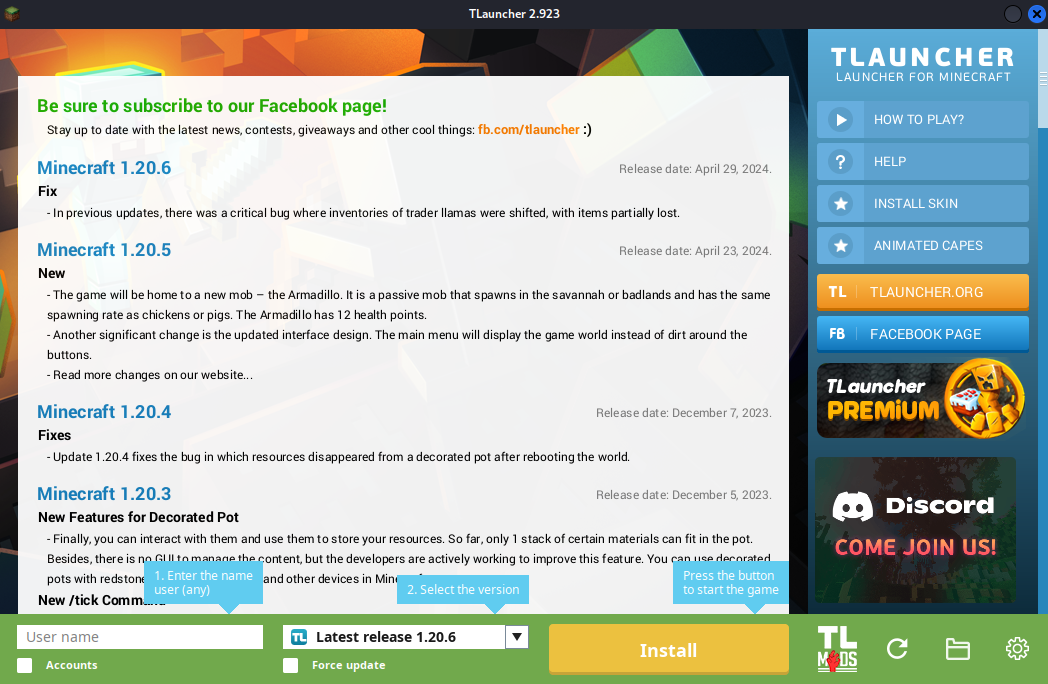 TLauncher 2.923
Be sure to subscribe to our Facebook page!
Stay up to date with the latest news, contests, giveaways and other cool things: fb.com/tlauncher :)
Minecraft 1.20.6
Release date: April 29, 2024.
Fix
- In previous updates, there was a critical bug where inventories of trader llamas were shifted, with items partially lost.
Minecraft 1.20.5
Release date: April 23, 2024.
New
- The game will be home to a new mob – the Armadillo. It is a passive mob that spawns in the savannah or badlands and has the same
spawning rate as chickens or pigs. The Armadillo has 12 health points.
- Another significant change is the updated interface design. The main menu will display the game world instead of dirt around the
buttons.
- Read more changes on our website...
Minecraft 1.20.4
Release date: December 7, 2023.
Fixes
- Update 1.20.4 fixes the bug in which resources disappeared from a decorated pot after rebooting the world.
Minecraft 1.20.3
Release date: December 5, 2023.
New Features for Decorated Pot
- Finally, you can interact with them and use them to store your resources. So far, only 1 stack of certain materials can fit in the pot.
Besides, there is no GUI to manage the content, but the developers are actively working to improve this feature. You can use decorated
pots with redstone and other devices in
New /tick Command
1. Enter the name
user (any)
2. Select the version
Press the button
to start the game
User name
Accounts
TL Latest release 1.20.6
Force update
Install
TL
MODS
TLAUNCHER
LAUNCHER FOR MINECRAFT
HOW TO PLAY?
? HELP
INSTALL SKIN
ANIMATED CAPES
TL TLAUNCHER.ORG
FB FACEBOOK PAGE
TLauncher
PREMIUM
Discord
COME JOIN US!